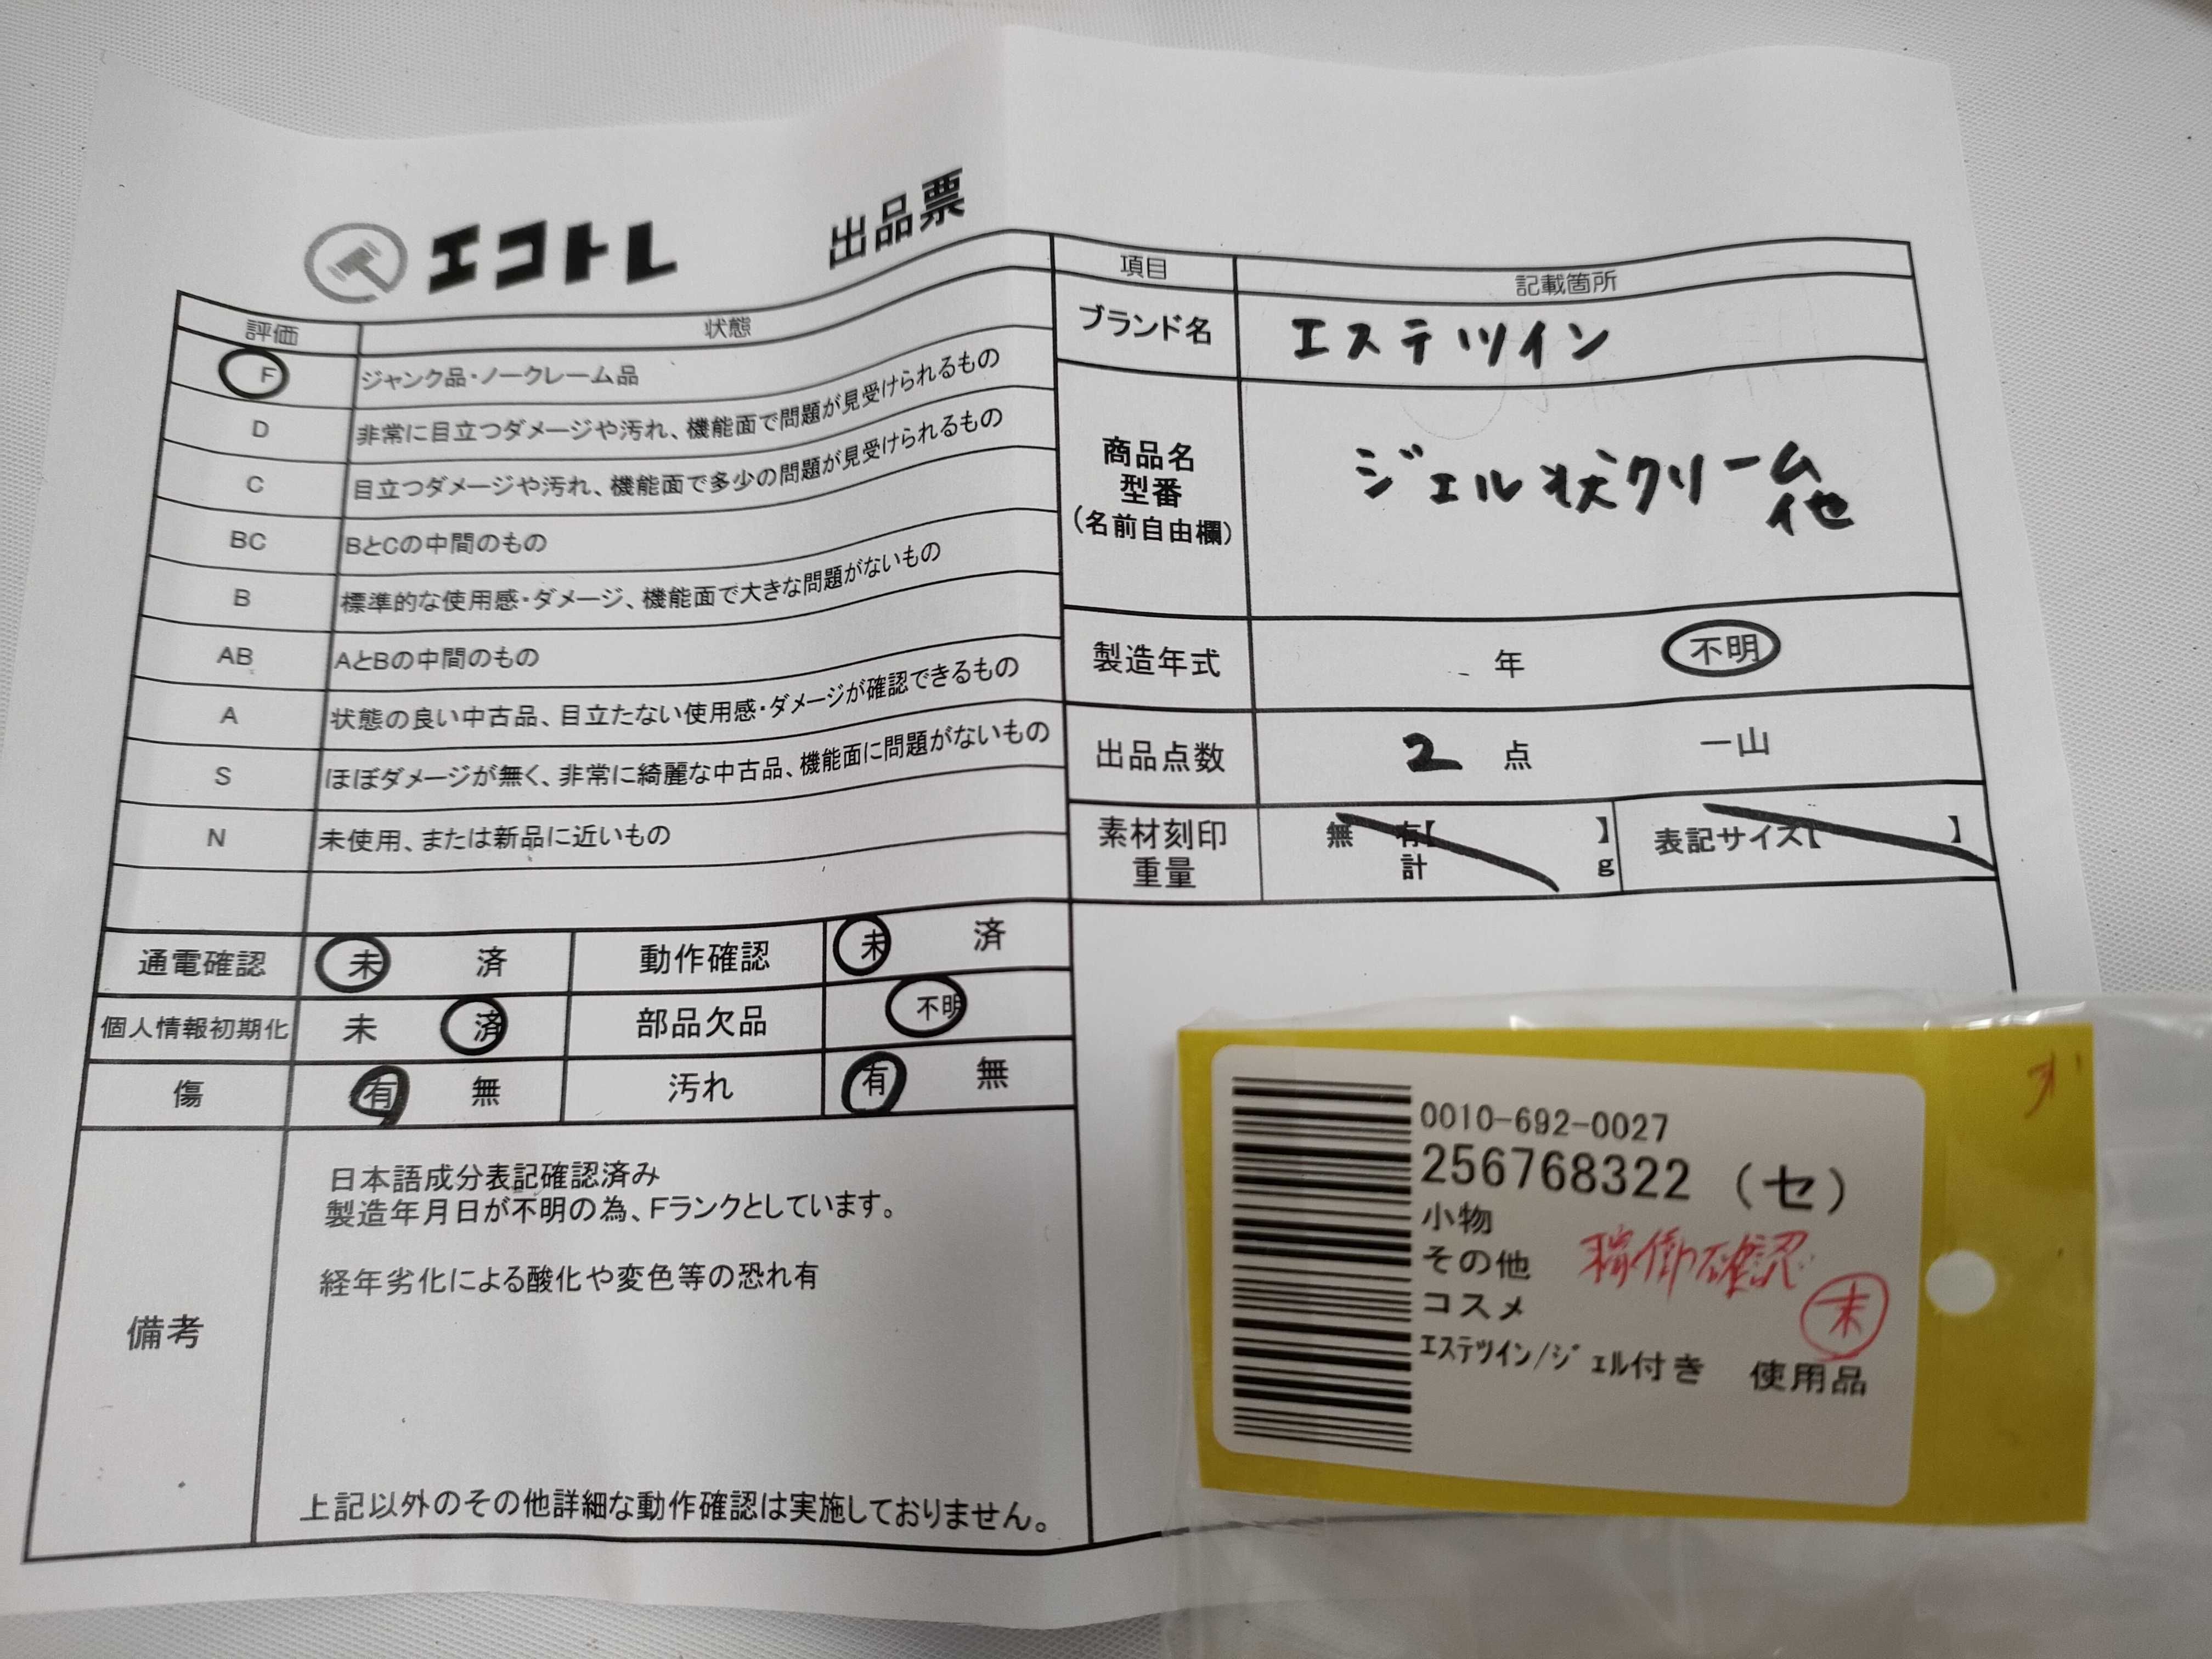 エコトレ 出品票
評価 状態
F ジャンク品・ノークレーム品
D 非常に目立つダメージや汚れ、機能面で問題が見受けられるもの
C 目立つダメージや汚れ、機能面で多少の問題が見受けられるもの
BC BとCの中間のもの
B 標準的な使用感・ダメージ、機能面で大きな問題がないもの
AB AとBの中間のもの
A 状態の良い中古品、目立たない使用感・ダメージが確認できるもの
S ほぼダメージが無く、非常に綺麗な中古品、機能面に問題がないもの
N 未使用、または新品に近いもの
通電確認 未 済 動作確認 未 済
個人情報初期化 未 済 部品欠品 不明
傷 有 無 汚れ 有 無
備考
日本語成分表記確認済み
製造年月日が不明の為、Fランクとしています。
経年劣化による酸化や変色等の恐れ有
上記以外のその他詳細な動作確認は実施しておりません。
項目 記載箇所
ブランド名 エステツイン
商品名
型番
(名前自由欄)
ジェル状クリーム
他
製造年式 年 不明
出品点数 2 点 一山
素材刻印 無 有【 】 表記サイズ【 】
重量 計 g
0010-692-0027
256768322 (セ)
小物
その他 稼働確認
コスメ 未
ｴｽﾃﾂｲﾝ/ｼﾞｪﾙ付き 使用品